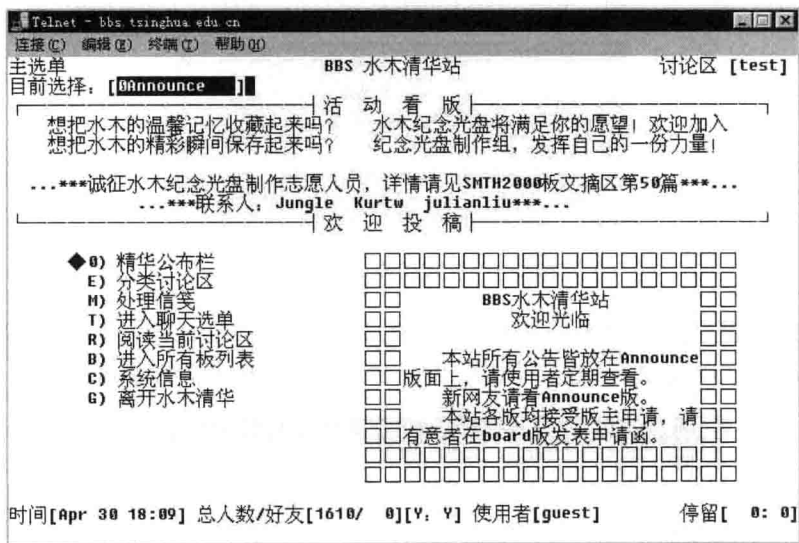 Telnet - bbs.tsinghua.edu.cn
连接(C) 编辑(E) 终端(T) 帮助(H)
主选单 BBS 水木清华站 讨论区 [test]
目前选择：[0Announce ]
活 动 看 版
想把水木的温馨记忆收藏起来吗？ 水木纪念光盘将满足你的愿望！欢迎加入
想把水木的精彩瞬间保存起来吗？ 纪念光盘制作组，发挥自己的一份力量！
...***诚征水木纪念光盘制作志愿人员，详情请见SMTH2000板文摘区第50篇***...
...***联系人：Jungle Kurtw julianliu***...
欢 迎 投 稿
◆0) 精华公布栏
E) 分类讨论区
M) 处理信笺
T) 进入聊天选单
R) 阅读当前讨论区
B) 进入所有板列表
C) 系统信息
G) 离开水木清华
BBS水木清华站
欢迎光临
本站所有公告皆放在Announce
版面上，请使用者定期查看。
新网友请看Announce版。
本站各版均接受版主申请，请
有意者在board版发表申请函。
时间[Apr 30 18:09] 总人数/好友[1610/ 0][Y：Y] 使用者[guest] 停留[ 0: 0]